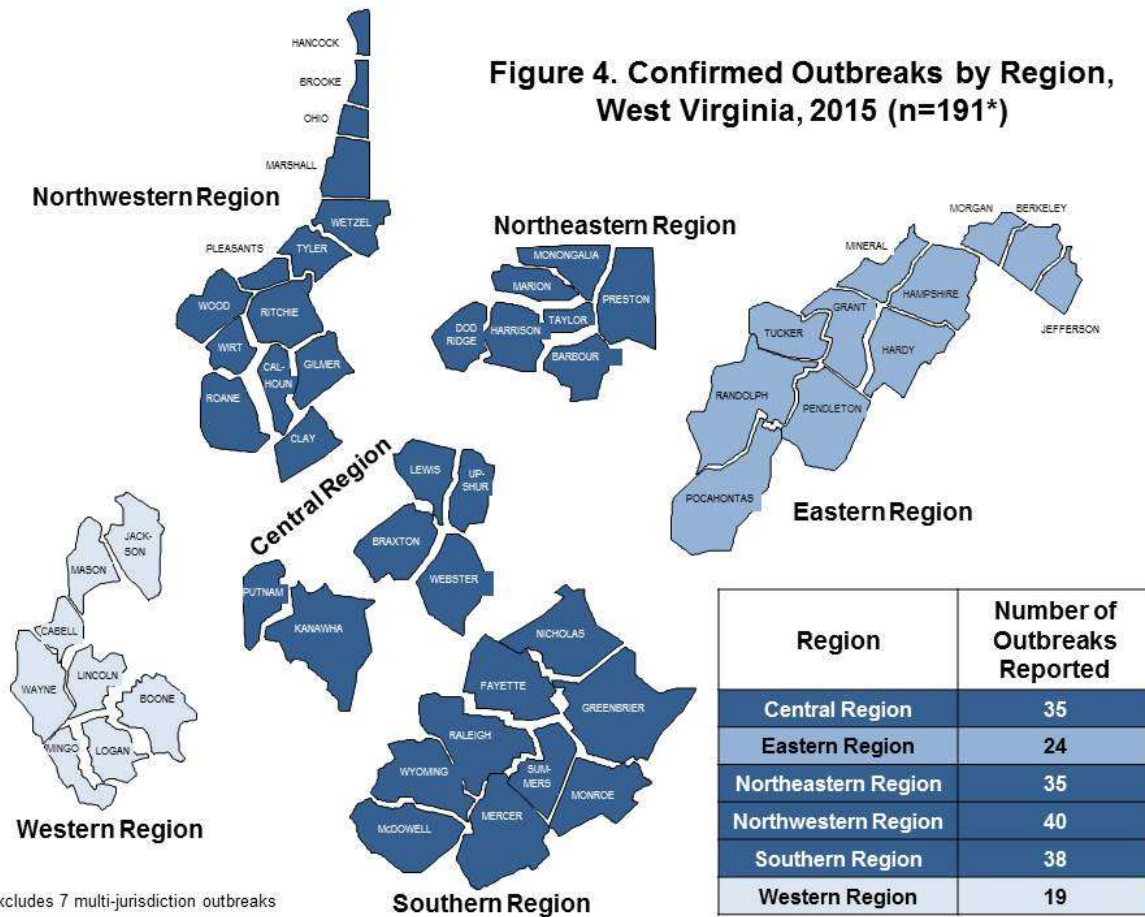 Figure 4. Confirmed Outbreaks by Region,
West Virginia, 2015 (n=191*)
HANCOCK
BROOKE
OHIO
MARSHALL
Northwestern Region
WETZEL
PLEASANTS
TYLER
WOOD
RITCHIE
WIRT
CAL-
HOUN
GILMER
ROANE
CLAY
Northeastern Region
MONONGALIA
MARION
PRESTON
DOD
RIDGE
HARRISON
TAYLOR
BARBOUR
MORGAN
BERKELEY
MINERAL
HAMPSHIRE
GRANT
JEFFERSON
TUCKER
HARDY
RANDOLPH
PENDLETON
POCAHONTAS
Eastern Region
Central Region
LEWIS
UP-
SHUR
BRAXTON
WEBSTER
PUTNAM
KANAWHA
JACK-
SON
MASON
CABELL
LINCOLN
WAYNE
BOONE
MINGO
LOGAN
Western Region
NICHOLAS
FAYETTE
GREENBRIER
RALEIGH
WYOMING
SUM-
MERS
MONROE
MERCER
McDOWELL
Southern Region
Region Number of
Outbreaks
Reported
Central Region 35
Eastern Region 24
Northeastern Region 35
Northwestern Region 40
Southern Region 38
Western Region 19
xcludes 7 multi-jurisdiction outbreaks